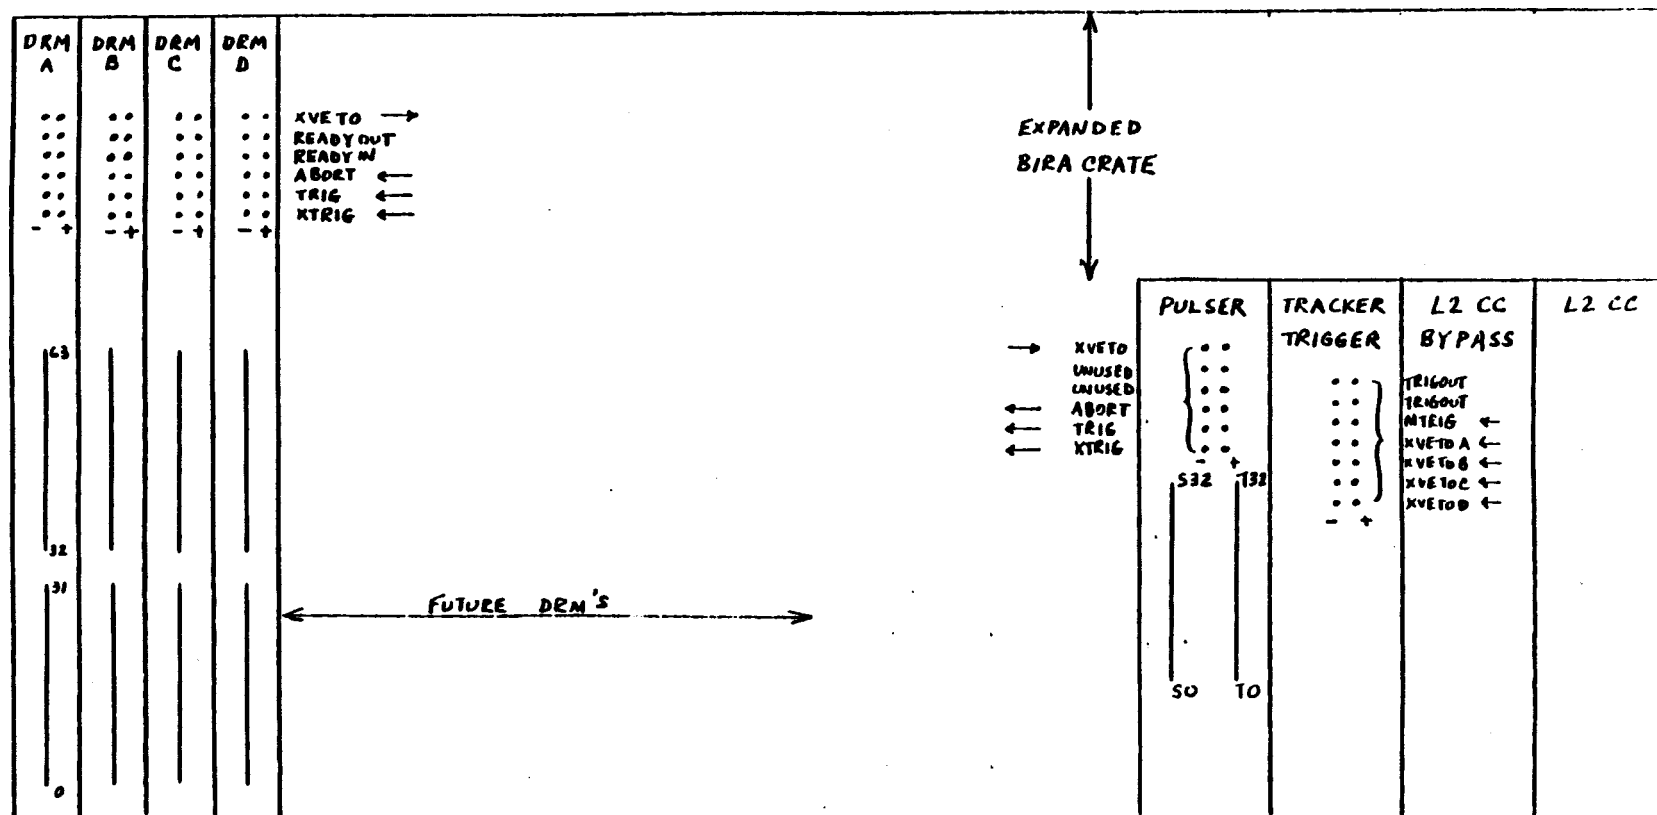 DRM A
DRM B
DRM C
DRM D
XVETO →
READY OUT
READY IN
ABORT ←
TRIG ←
XTRIG ←
- +
- +
- +
- +
63
32
31
0
FUTURE DRM'S
EXPANDED
BIRA CRATE
PULSER
→ XVETO
UNUSED
UNUSED
← ABORT
← TRIG
← XTRIG
- +
S32 T32
S0 T0
TRACKER
TRIGGER
- +
L2 CC
BYPASS
TRIGOUT
TRIGOUT
MTRIG ←
XVETO A ←
XVETO B ←
XVETO C ←
XVETO D ←
L2 CC